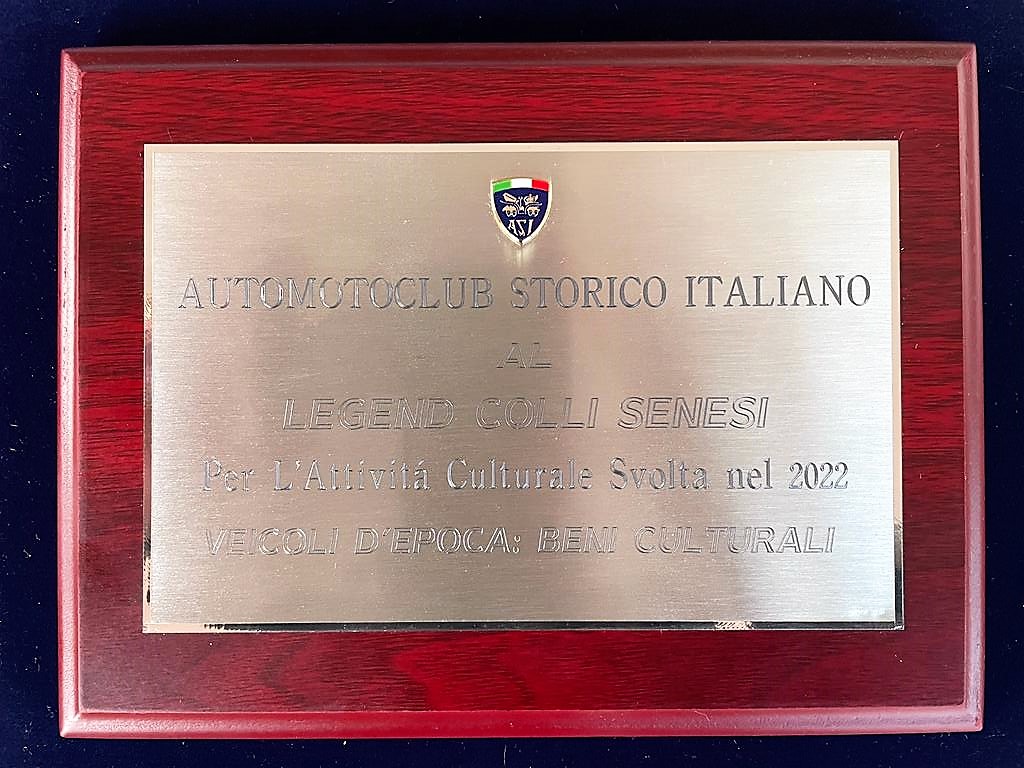 ASI
AUTOMOTOCLUB STORICO ITALIANO
AL
LEGEND COLLI SENESI
Per L'Attivitá Culturale Svolta nel 2022
VEICOLI D'EPOCA: BENI CULTURALI